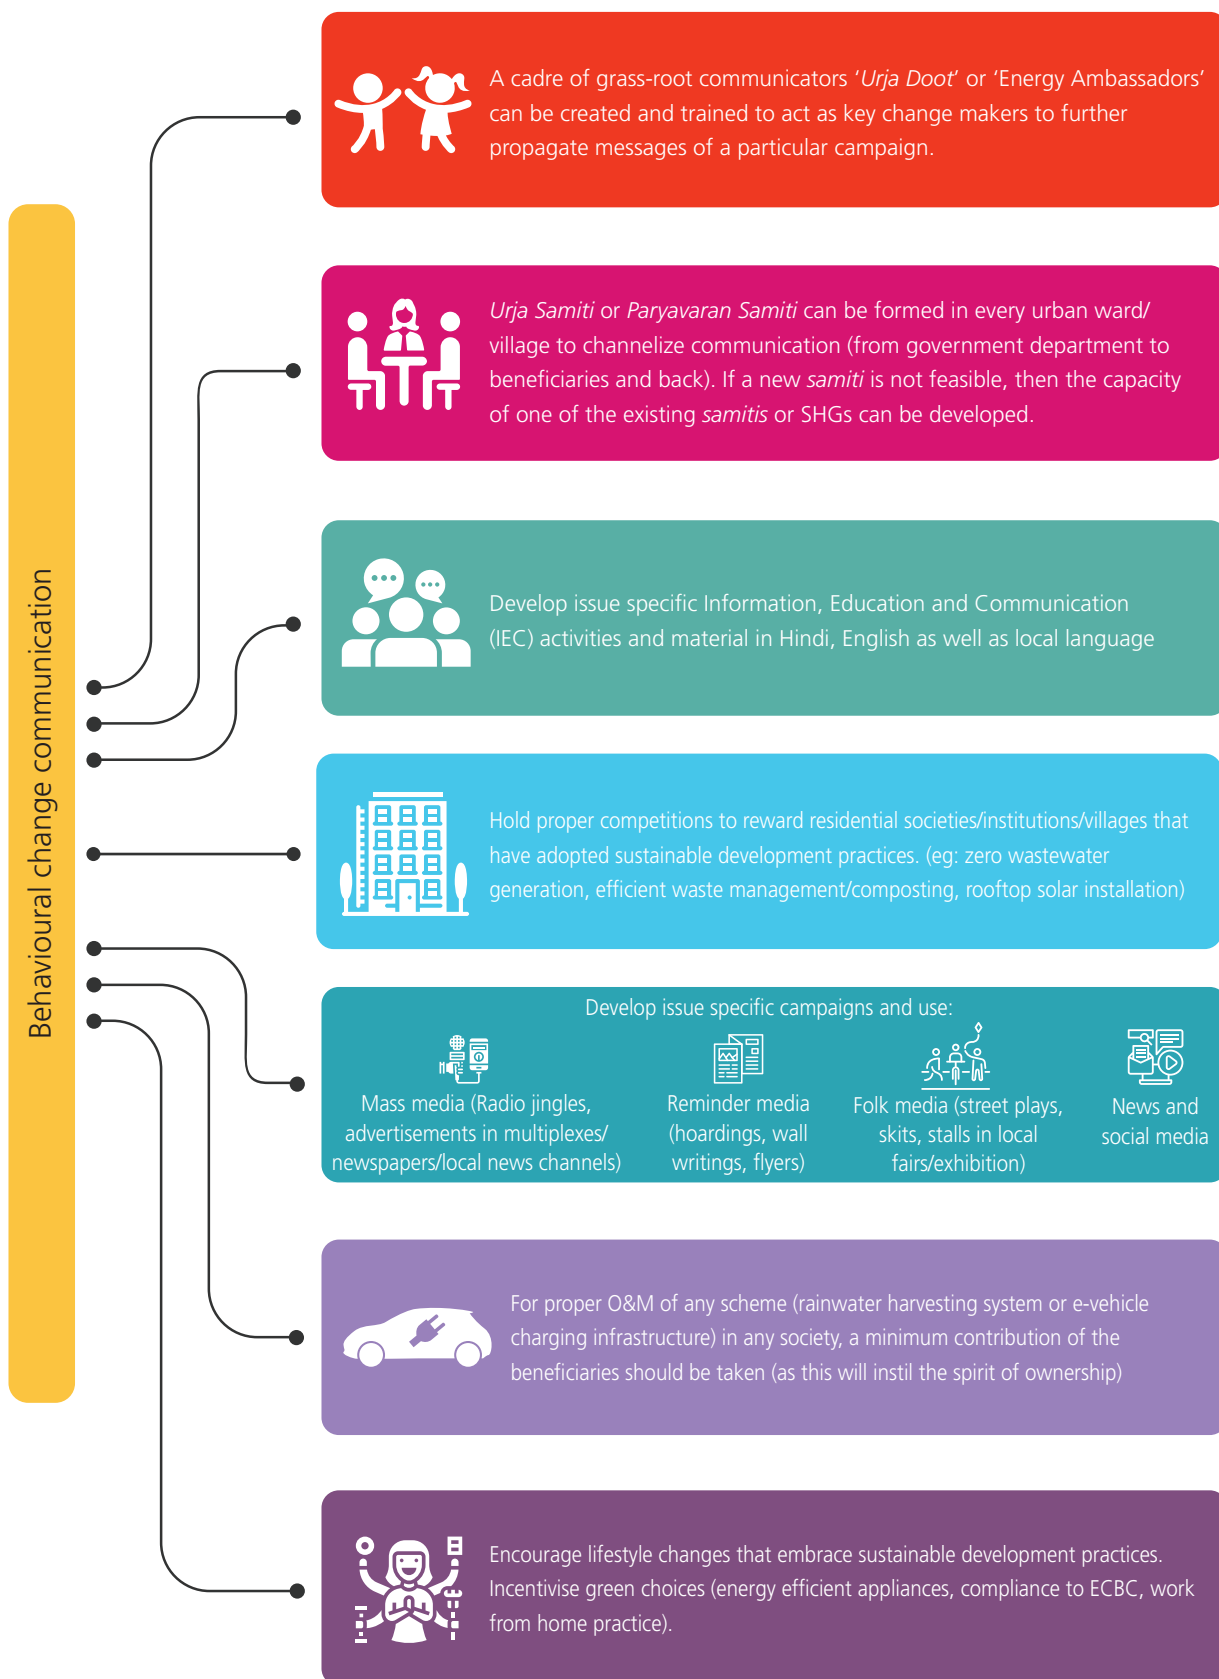 Behavioural change communication
A cadre of grass-root communicators ‘Urja Doot’ or ‘Energy Ambassadors’
can be created and trained to act as key change makers to further
propagate messages of a particular campaign.
Urja Samiti or Paryavaran Samiti can be formed in every urban ward/
village to channelize communication (from government department to
beneficiaries and back). If a new samiti is not feasible, then the capacity
of one of the existing samitis or SHGs can be developed.
Develop issue specific Information, Education and Communication
(IEC) activities and material in Hindi, English as well as local language
Hold proper competitions to reward residential societies/institutions/villages that
have adopted sustainable development practices. (eg: zero wastewater
generation, efficient waste management/composting, rooftop solar installation)
Develop issue specific campaigns and use:
Mass media (Radio jingles,
advertisements in multiplexes/
newspapers/local news channels)
Reminder media
(hoardings, wall
writings, flyers)
Folk media (street plays,
skits, stalls in local
fairs/exhibition)
News and
social media
For proper O&M of any scheme (rainwater harvesting system or e-vehicle
charging infrastructure) in any society, a minimum contribution of the
beneficiaries should be taken (as this will instil the spirit of ownership)
Encourage lifestyle changes that embrace sustainable development practices.
Incentivise green choices (energy efficient appliances, compliance to ECBC, work
from home practice).